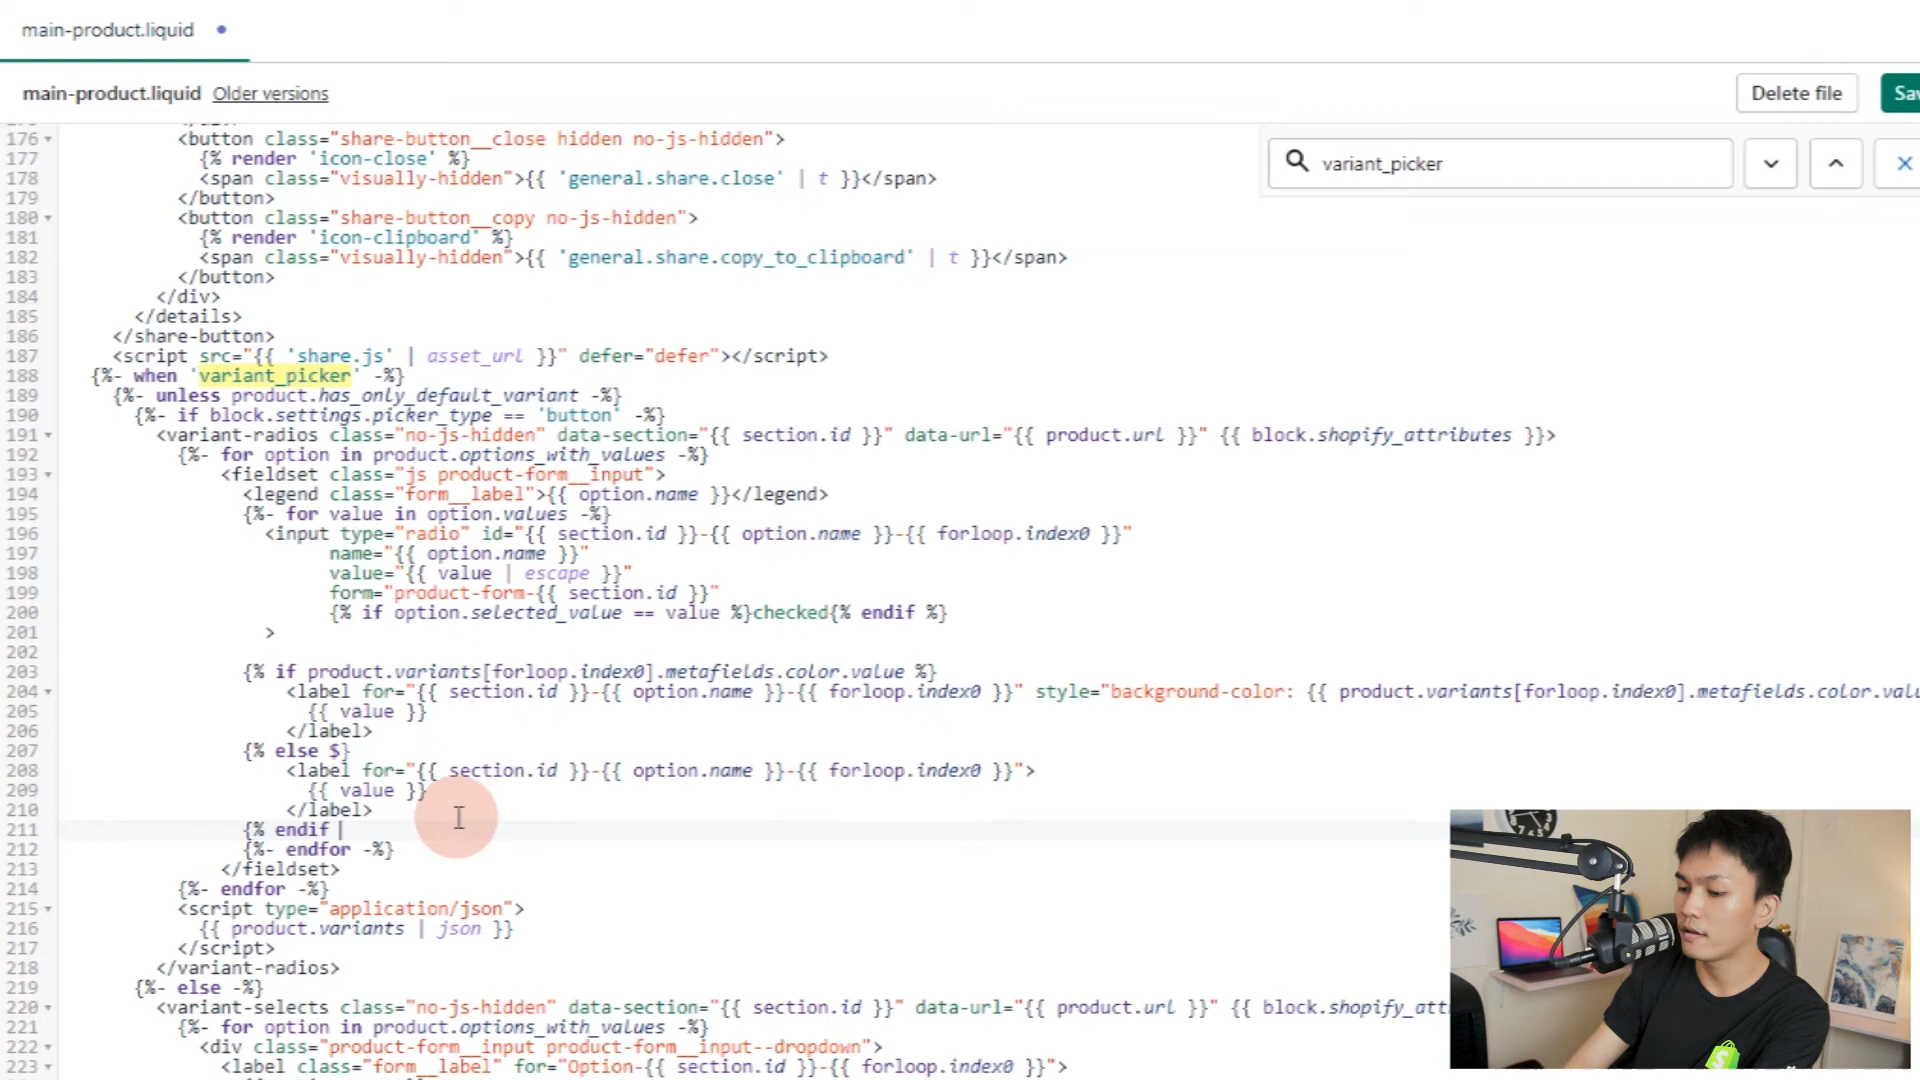 main-product.liquid
main-product.liquid Older versions
Delete file
Sav
variant_picker
176 <button class="share-button__close hidden no-js-hidden">
177 {% render 'icon-close' %}
178 <span class="visually-hidden">{{ 'general.share.close' | t }}</span>
179 </button>
180 <button class="share-button__copy no-js-hidden">
181 {% render 'icon-clipboard' %}
182 <span class="visually-hidden">{{ 'general.share.copy_to_clipboard' | t }}</span>
183 </button>
184 </div>
185 </details>
186 </share-button>
187 <script src="{{ 'share.js' | asset_url }}" defer="defer"></script>
188 {%- when 'variant_picker' -%}
189 {%- unless product.has_only_default_variant -%}
190 {%- if block.settings.picker_type == 'button' -%}
191 <variant-radios class="no-js-hidden" data-section="{{ section.id }}" data-url="{{ product.url }}" {{ block.shopify_attributes }}>
192 {%- for option in product.options_with_values -%}
193 <fieldset class="js product-form__input">
194 <legend class="form__label">{{ option.name }}</legend>
195 {%- for value in option.values -%}
196 <input type="radio" id="{{ section.id }}-{{ option.name }}-{{ forloop.index0 }}"
197 name="{{ option.name }}"
198 value="{{ value | escape }}"
199 form="product-form-{{ section.id }}"
200 {% if option.selected_value == value %}checked{% endif %}
201 >
202
203 {% if product.variants[forloop.index0].metafields.color.value %}
204 <label for="{{ section.id }}-{{ option.name }}-{{ forloop.index0 }}" style="background-color: {{ product.variants[forloop.index0].metafields.color.valu
205 {{ value }}
206 </label>
207 {% else $}
208 <label for="{{ section.id }}-{{ option.name }}-{{ forloop.index0 }}">
209 {{ value }}
210 </label>
211 {% endif
212 {%- endfor -%}
213 </fieldset>
214 {%- endfor -%}
215 <script type="application/json">
216 {{ product.variants | json }}
217 </script>
218 </variant-radios>
219 {%- else -%}
220 <variant-selects class="no-js-hidden" data-section="{{ section.id }}" data-url="{{ product.url }}" {{ block.shopify_att
221 {%- for option in product.options_with_values -%}
222 <div class="product-form__input product-form__input--dropdown">
223 <label class="form__label" for="Option-{{ section.id }}-{{ forloop.index0 }}">